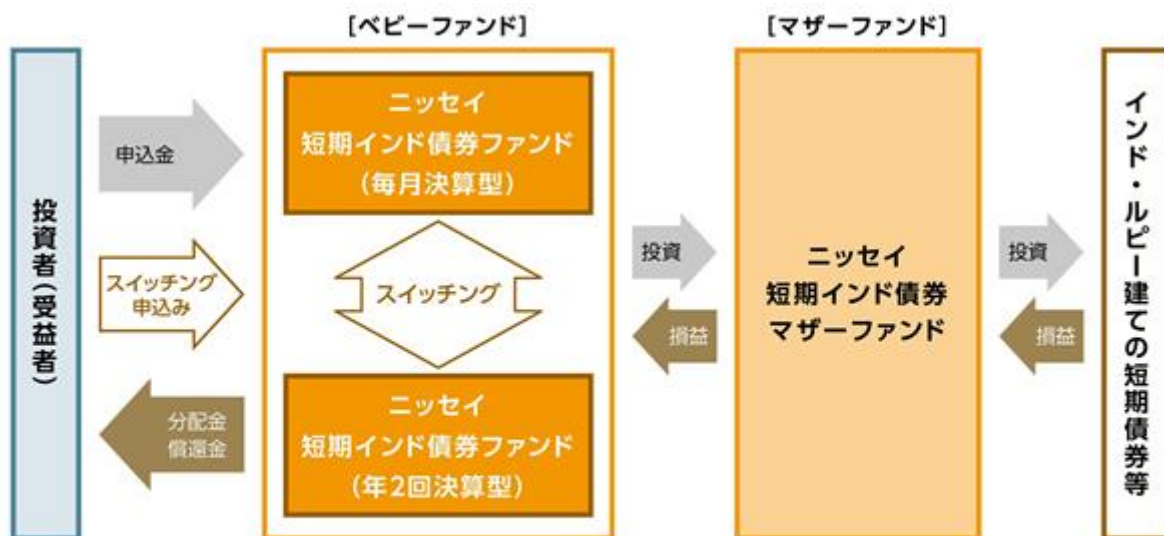 [ベビーファンド]
[マザーファンド]
投資者(受益者)
申込金
スイッチング
申込み
分配金
償還金
ニッセイ
短期インド債券ファンド
(毎月決算型)
スイッチング
ニッセイ
短期インド債券ファンド
(年2回決算型)
投資
損益
ニッセイ
短期インド債券
マザーファンド
投資
損益
インド・ルピー建ての短期債券等